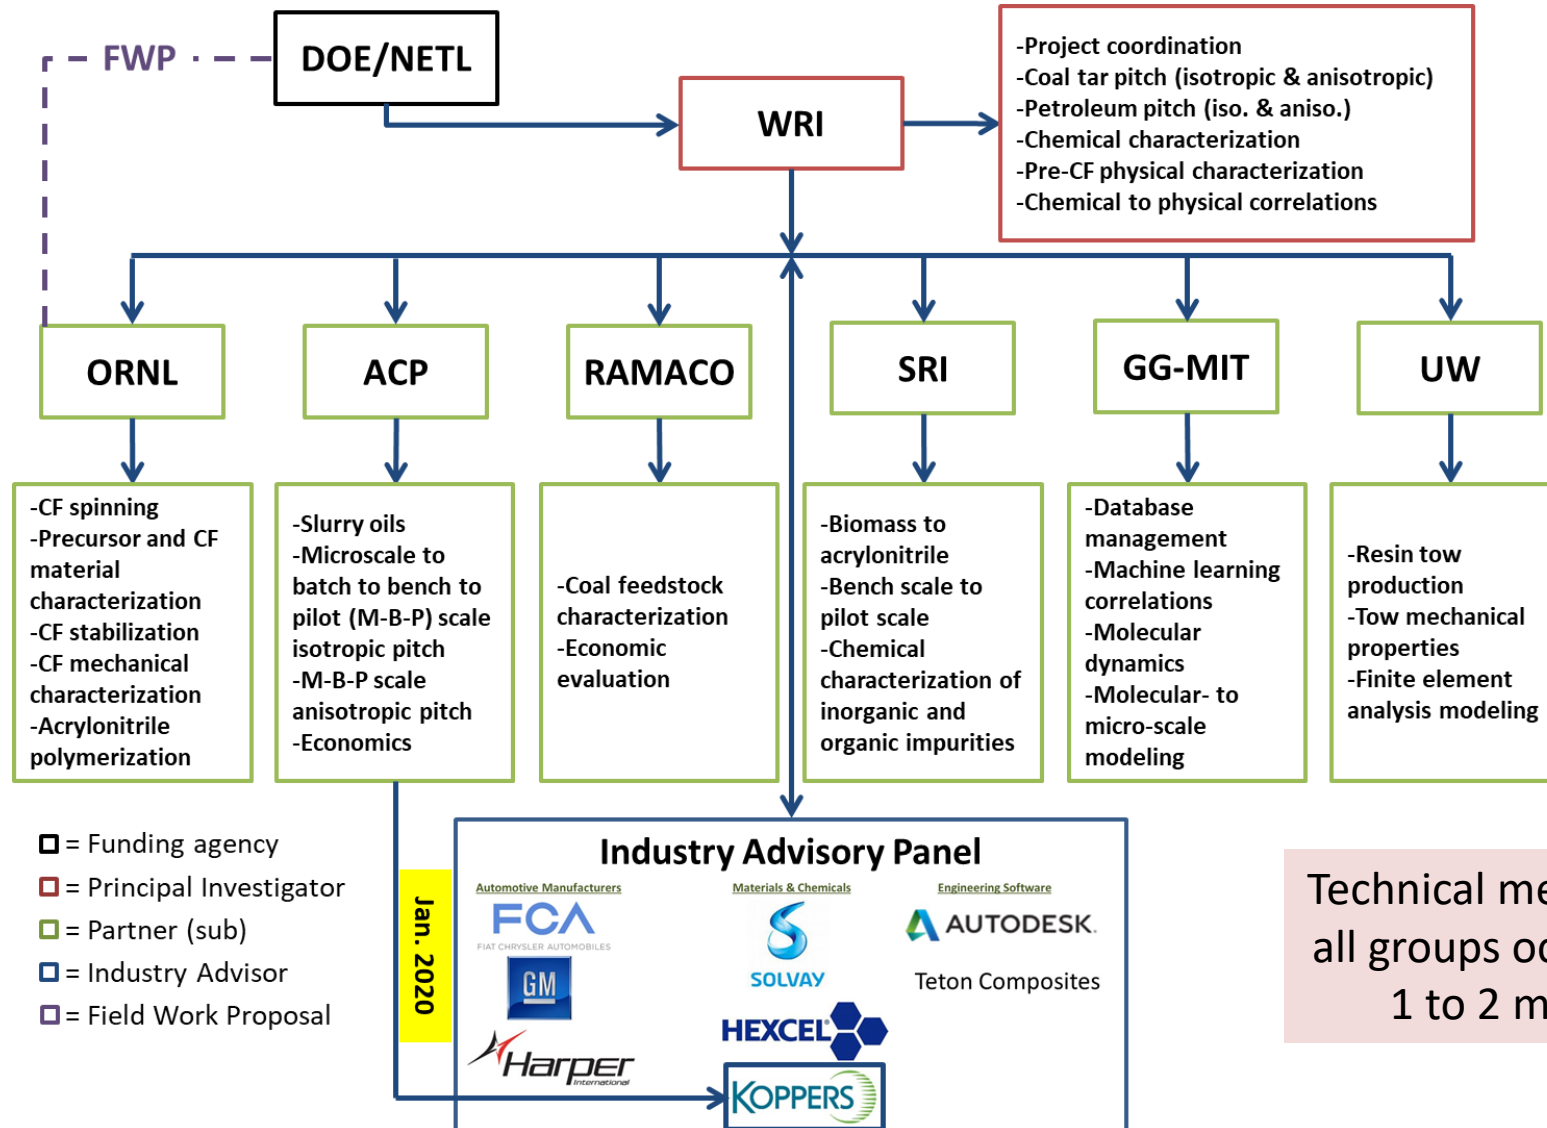 FWP
DOE/NETL
WRI
-Project coordination
-Coal tar pitch (isotropic & anisotropic)
-Petroleum pitch (iso. & aniso.)
-Chemical characterization
-Pre-CF physical characterization
-Chemical to physical correlations
ORNL
ACP
RAMACO
SRI
GG-MIT
UW
-CF spinning
-Precursor and CF
material
characterization
-CF stabilization
-CF mechanical
characterization
-Acrylonitrile
polymerization
-Slurry oils
-Microscale to
batch to bench to
pilot (M-B-P) scale
isotropic pitch
-M-B-P scale
anisotropic pitch
-Economics
-Coal feedstock
characterization
-Economic
evaluation
-Biomass to
acrylonitrile
-Bench scale to
pilot scale
-Chemical
characterization of
inorganic and
organic impurities
-Database
management
-Machine learning
correlations
-Molecular
dynamics
-Molecular- to
micro-scale
modeling
-Resin tow
production
-Tow mechanical
properties
-Finite element
analysis modeling
= Funding agency
= Principal Investigator
= Partner (sub)
= Industry Advisor
= Field Work Proposal
Jan. 2020
Industry Advisory Panel
Automotive Manufacturers
FCA
FIAT CHRYSLER AUTOMOBILES
GM
Harper
International
Materials & Chemicals
SOLVAY
HEXCEL
KOPPERS
Engineering Software
AUTODESK.
Teton Composites
Technical me
all groups oc
1 to 2 m